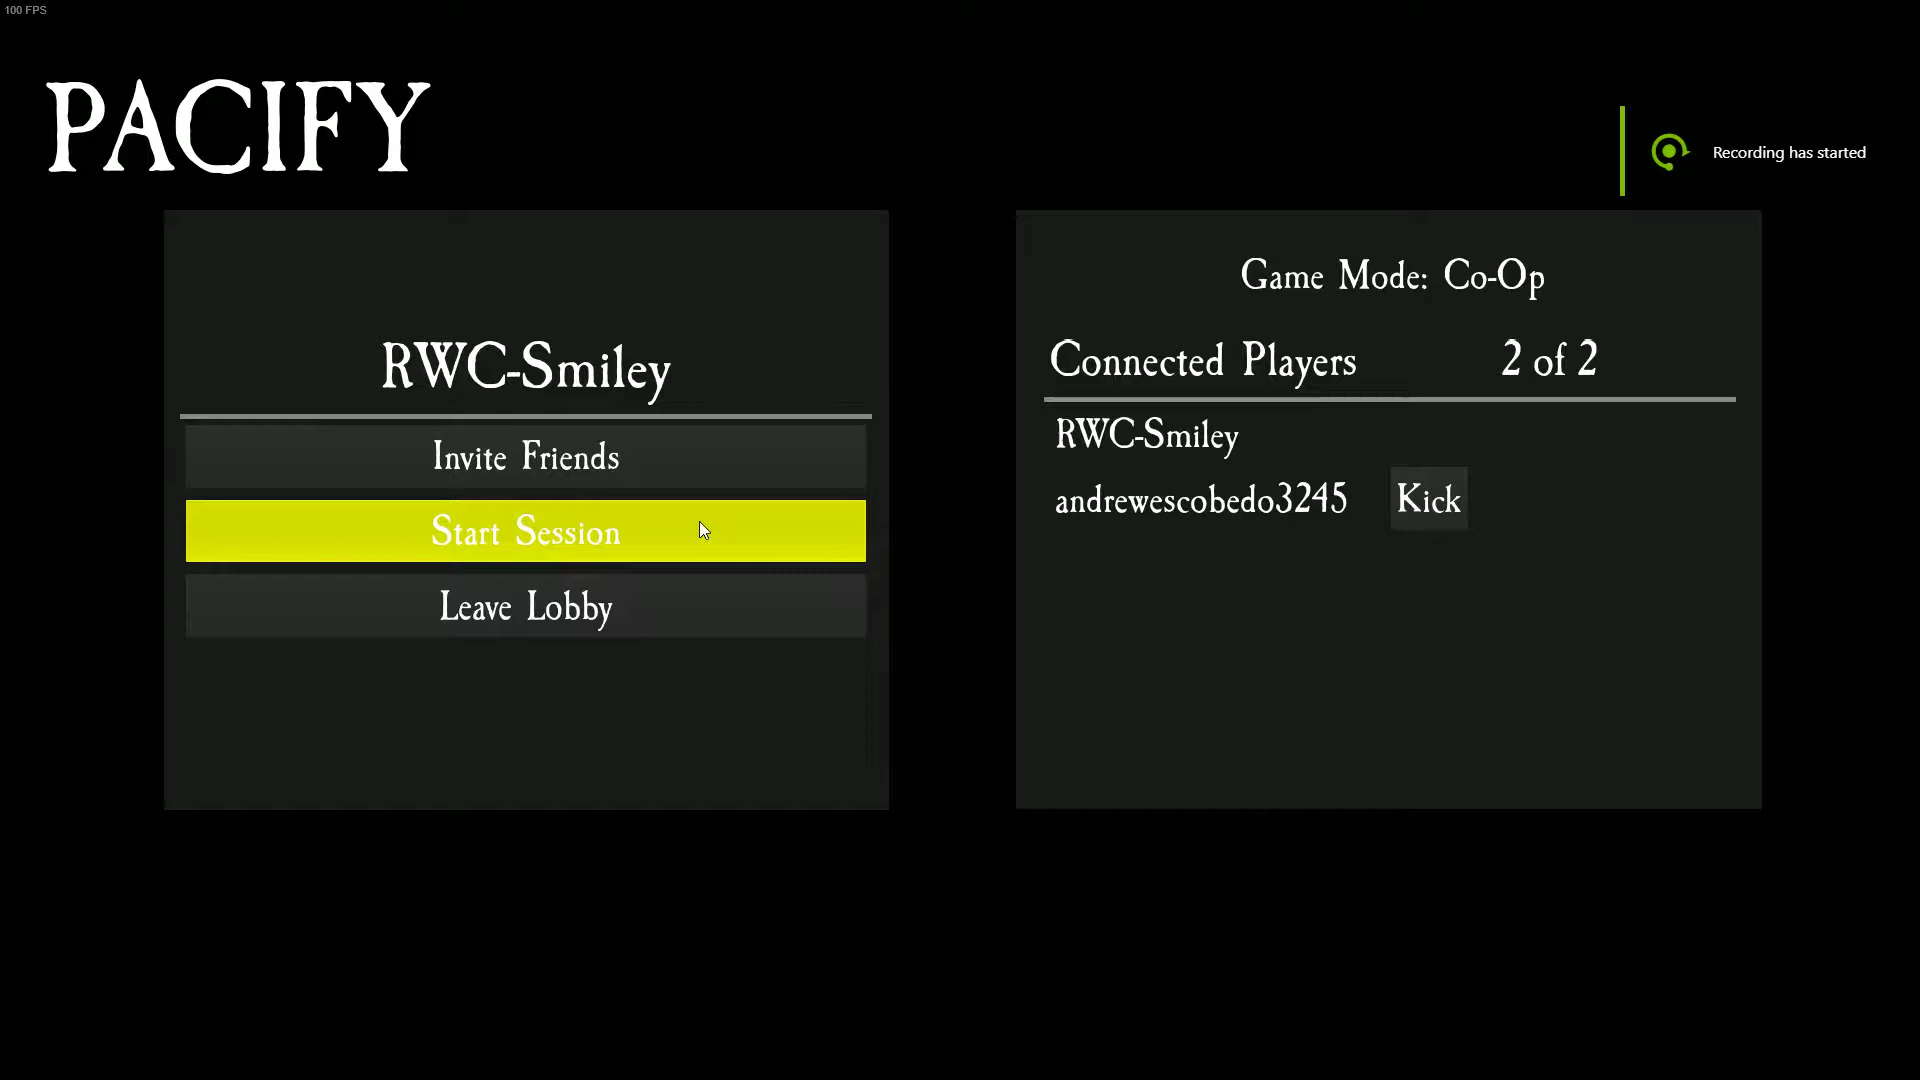 100 FPS
PACIFY
Recording has started
RWC-Smiley
Invite Friends
Start Session
Leave Lobby
Game Mode: Co-Op
Connected Players 2 of 2
RWC-Smiley
andrewescobedo3245 Kick